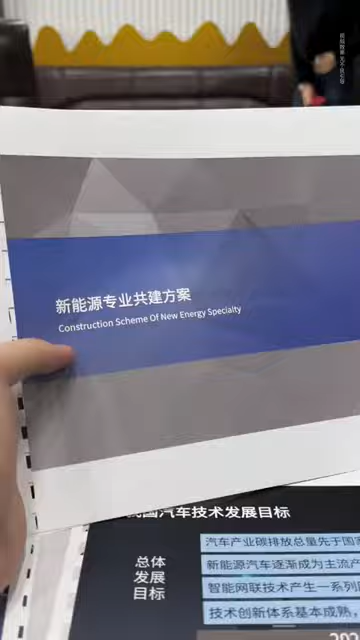 新能源专业共建方案
Construction Scheme Of New Energy Specialty
国汽车技术发展目标
总体
发展
目标
汽车产业碳排放总量先于国
新能源汽车逐渐成为主流产
智能网联技术产生一系列
技术创新体系基本成熟，